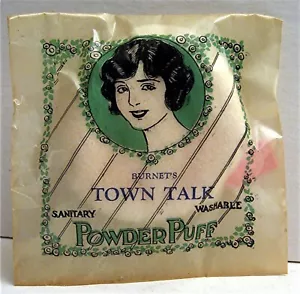 BURNET'S
TOWN TALK
SANITARY WASHABLE
POWDER PUFF